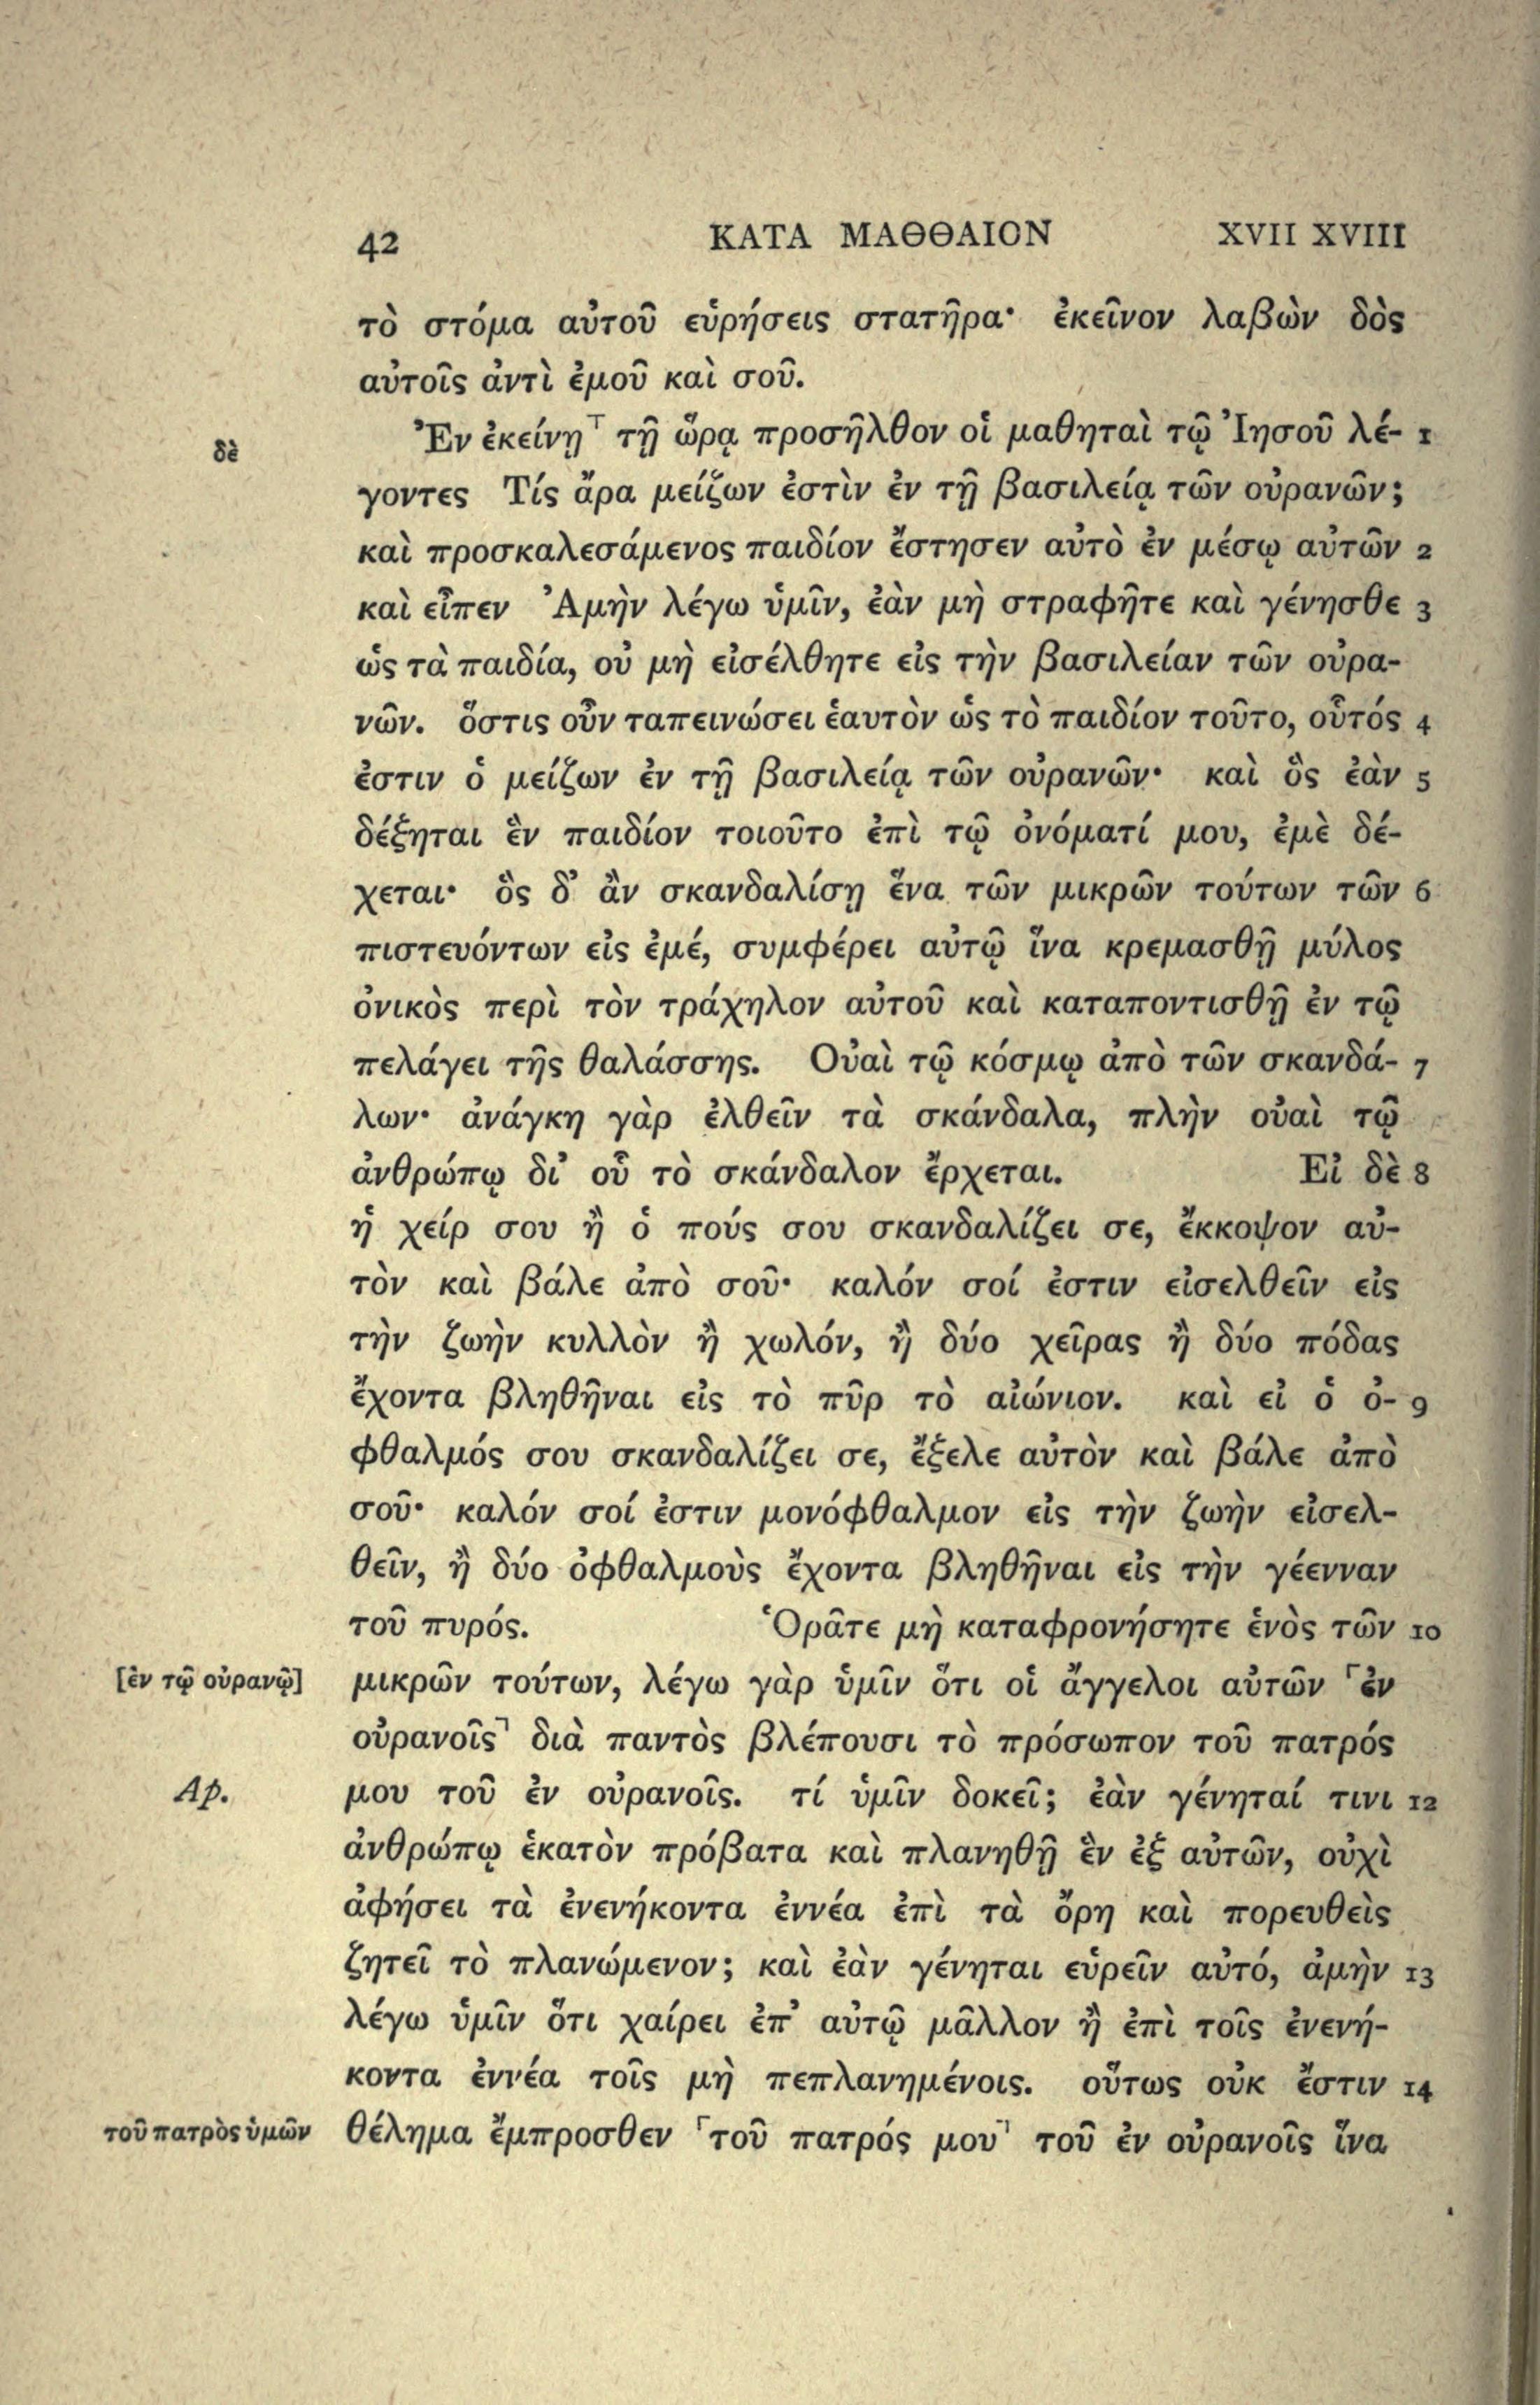 42 ΚΑΤΑ ΜΑΘΘΑΙΟΝ XVII XVIII
τὸ στόμα αὐτοῦ εὑρήσεις στατῆρα· ἐκεῖνον λαβὼν δὸς
αὐτοῖς ἀντὶ ἐμοῦ καὶ σοῦ.
δὲ Ἐν ἐκείνῃ ⸆ τῇ ὥρᾳ προσῆλθον οἱ μαθηταὶ τῷ Ἰησοῦ λέ- 1
γοντες Τίς ἄρα μείζων ἐστὶν ἐν τῇ βασιλείᾳ τῶν οὐρανῶν;
καὶ προσκαλεσάμενος παιδίον ἔστησεν αὐτὸ ἐν μέσῳ αὐτῶν 2
καὶ εἶπεν Ἀμὴν λέγω ὑμῖν, ἐὰν μὴ στραφῆτε καὶ γένησθε 3
ὡς τὰ παιδία, οὐ μὴ εἰσέλθητε εἰς τὴν βασιλείαν τῶν οὐρα-
νῶν. ὅστις οὖν ταπεινώσει ἑαυτὸν ὡς τὸ παιδίον τοῦτο, οὗτός 4
ἐστιν ὁ μείζων ἐν τῇ βασιλείᾳ τῶν οὐρανῶν· καὶ ὃς ἐὰν 5
δέξηται ἓν παιδίον τοιοῦτο ἐπὶ τῷ ὀνόματί μου, ἐμὲ δέ-
χεται· ὃς δ᾽ ἂν σκανδαλίσῃ ἕνα τῶν μικρῶν τούτων τῶν 6
πιστευόντων εἰς ἐμέ, συμφέρει αὐτῷ ἵνα κρεμασθῇ μύλος
ὀνικὸς περὶ τὸν τράχηλον αὐτοῦ καὶ καταποντισθῇ ἐν τῷ
πελάγει τῆς θαλάσσης. Οὐαὶ τῷ κόσμῳ ἀπὸ τῶν σκανδά- 7
λων· ἀνάγκη γὰρ ἐλθεῖν τὰ σκάνδαλα, πλὴν οὐαὶ τῷ
ἀνθρώπῳ δι᾽ οὗ τὸ σκάνδαλον ἔρχεται. Εἰ δὲ 8
ἡ χείρ σου ἢ ὁ πούς σου σκανδαλίζει σε, ἔκκοψον αὐ-
τὸν καὶ βάλε ἀπὸ σοῦ· καλόν σοί ἐστιν εἰσελθεῖν εἰς
τὴν ζωὴν κυλλὸν ἢ χωλόν, ἢ δύο χεῖρας ἢ δύο πόδας
ἔχοντα βληθῆναι εἰς τὸ πῦρ τὸ αἰώνιον. καὶ εἰ ὁ ὀ- 9
φθαλμός σου σκανδαλίζει σε, ἔξελε αὐτὸν καὶ βάλε ἀπὸ
σοῦ· καλόν σοί ἐστιν μονόφθαλμον εἰς τὴν ζωὴν εἰσελ-
θεῖν, ἢ δύο ὀφθαλμοὺς ἔχοντα βληθῆναι εἰς τὴν γέενναν
τοῦ πυρός. Ὁρᾶτε μὴ καταφρονήσητε ἑνὸς τῶν 10
[ἐν τῷ οὐρανῷ] μικρῶν τούτων, λέγω γὰρ ὑμῖν ὅτι οἱ ἄγγελοι αὐτῶν ⸀ἐν
οὐρανοῖς⸃ διὰ παντὸς βλέπουσι τὸ πρόσωπον τοῦ πατρός
Ap. μου τοῦ ἐν οὐρανοῖς. τί ὑμῖν δοκεῖ; ἐὰν γένηταί τινι 12
ἀνθρώπῳ ἑκατὸν πρόβατα καὶ πλανηθῇ ἓν ἐξ αὐτῶν, οὐχὶ
ἀφήσει τὰ ἐνενήκοντα ἐννέα ἐπὶ τὰ ὄρη καὶ πορευθεὶς
ζητεῖ τὸ πλανώμενον; καὶ ἐὰν γένηται εὑρεῖν αὐτό, ἀμὴν 13
λέγω ὑμῖν ὅτι χαίρει ἐπ᾽ αὐτῷ μᾶλλον ἢ ἐπὶ τοῖς ἐνενή-
κοντα ἐννέα τοῖς μὴ πεπλανημένοις. οὕτως οὐκ ἔστιν 14
τοῦ πατρὸς ὑμῶν θέλημα ἔμπροσθεν ⸀τοῦ πατρός μου⸃ τοῦ ἐν οὐρανοῖς ἵνα